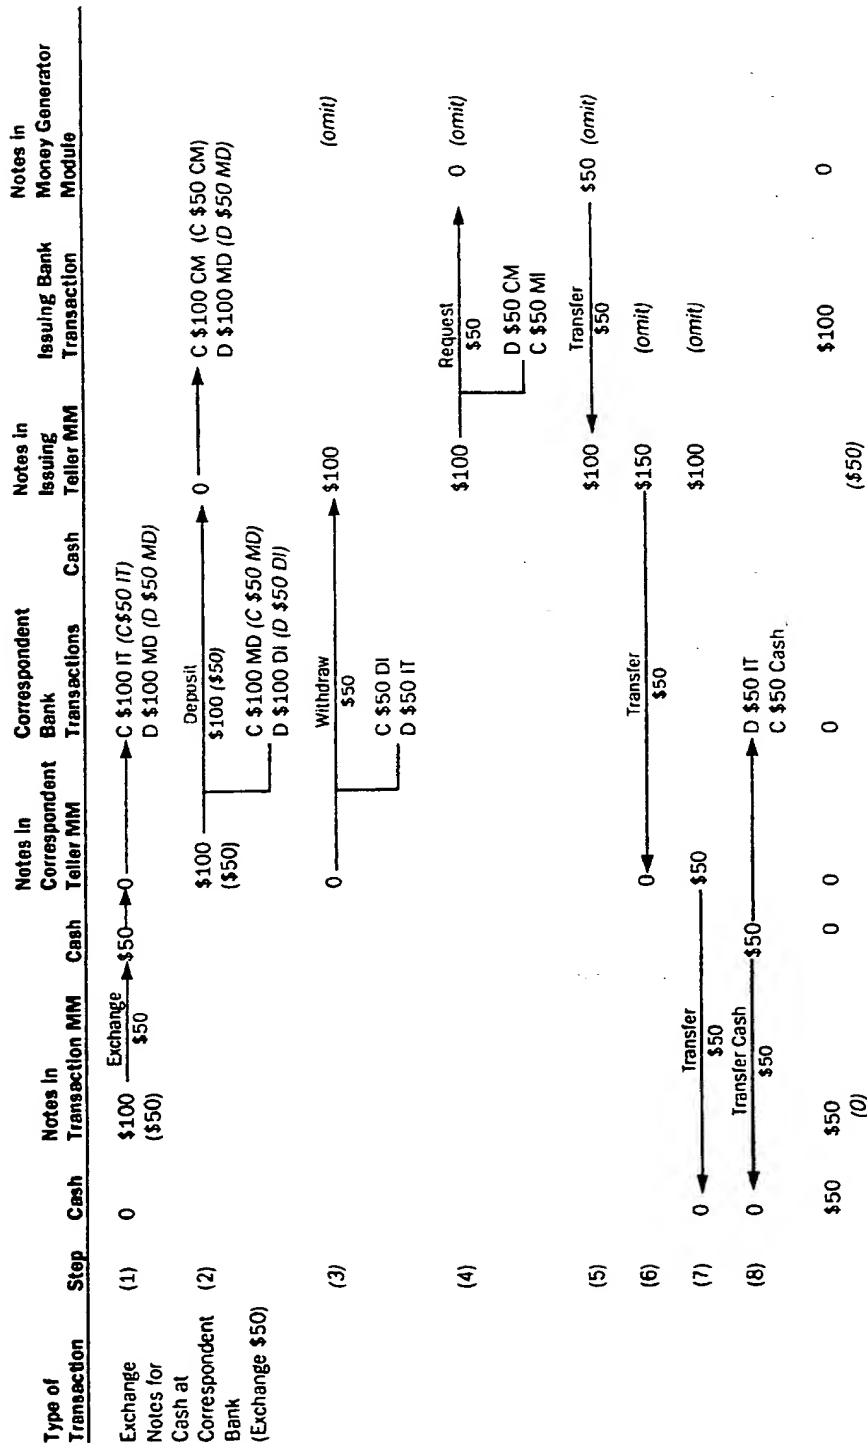 Type of Transaction
Step
Cash
Notes in Transaction MM
Cash
Notes in Correspondent Teller MM
Correspondent Bank Transactions
Cash
Notes in Issuing Teller MM
Issuing Bank Transaction
Notes in Money Generator Module
Exchange
Notes for
Cash at
Correspondent
Bank
(Exchange $50)
(1)
0
$100
($50)
Exchange
$50
$50
0
C $100 IT (C$50 IT)
D $100 MD (D $50 MD)
(2)
$100
($50)
Deposit
$100 ($50)
C $100 MD (C $50 MD)
D $100 DI (D $50 DI)
0
C $100 CM (C $50 CM)
D $100 MD (D $50 MD)
(3)
0
Withdraw
$50
C $50 DI
D $50 IT
$100
(omit)
(4)
$100
Request
$50
D $50 CM
C $50 MI
0 (omit)
(5)
$100
Transfer
$50
$50 (omit)
(6)
0
Transfer
$50
$150
(omit)
(7)
0
Transfer
$50
$50
$100
(omit)
(8)
0
Transfer Cash
$50
$50
D $50 IT
C $50 Cash
$50
$50
(0)
0
0
0
($50)
$100
0